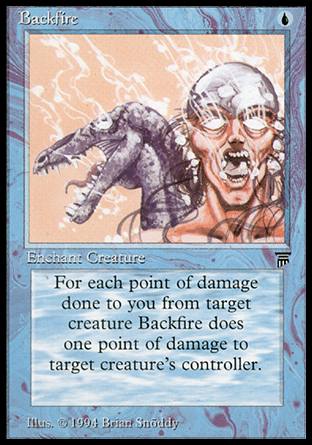 Backfire
Enchant Creature
For each point of damage
done to you from target
creature Backfire does
one point of damage to
target creature's controller.
Illus. © 1994 Brian Snōddy